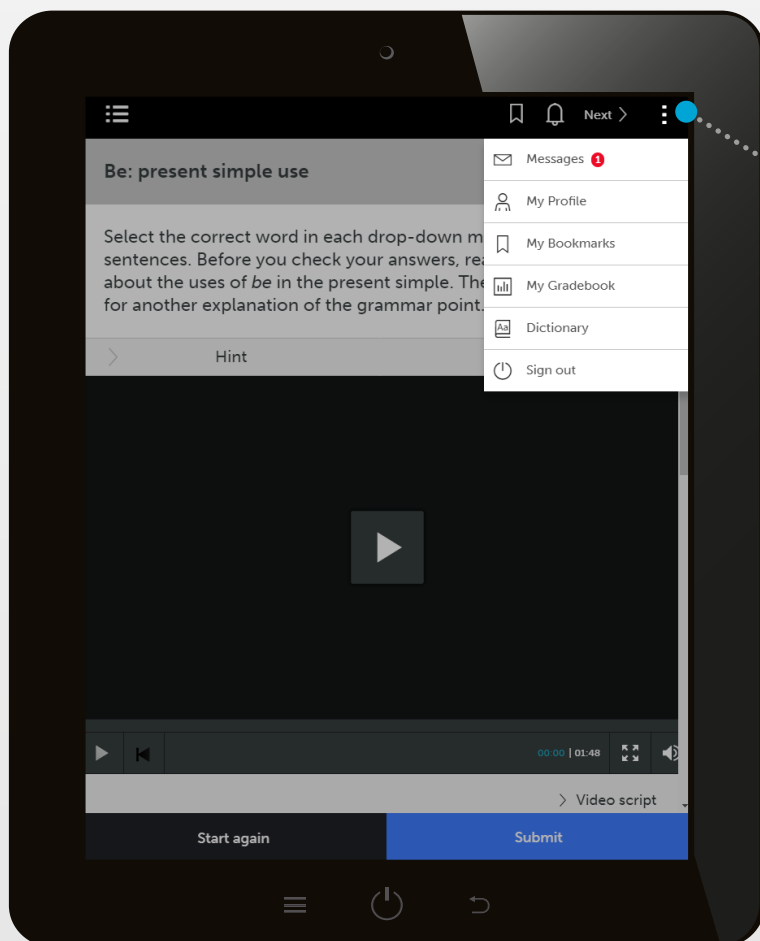 Next
Messages 1
Be: present simple use
My Profile
Select the correct word in each drop-down m
My Bookmarks
sentences. Before you check your answers, rea
about the uses of be in the present simple. The
My Gradebook
for another explanation of the grammar point.
Aa Dictionary
Hint
Sign out
00:00 | 01:48
Video script
Start again
Submit